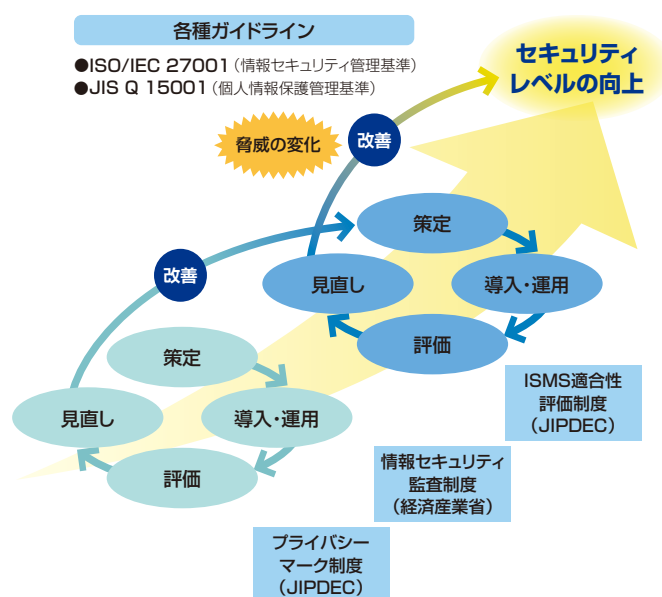 各種ガイドライン
●ISO/IEC 27001(情報セキュリティ管理基準)
●JIS Q 15001(個人情報保護管理基準)
セキュリティ
レベルの向上
脅威の変化
改善
策定
見直し
導入・運用
評価
改善
策定
見直し
導入・運用
評価
ISMS適合性
評価制度
(JIPDEC)
情報セキュリティ
監査制度
(経済産業省)
プライバシー
マーク制度
(JIPDEC)